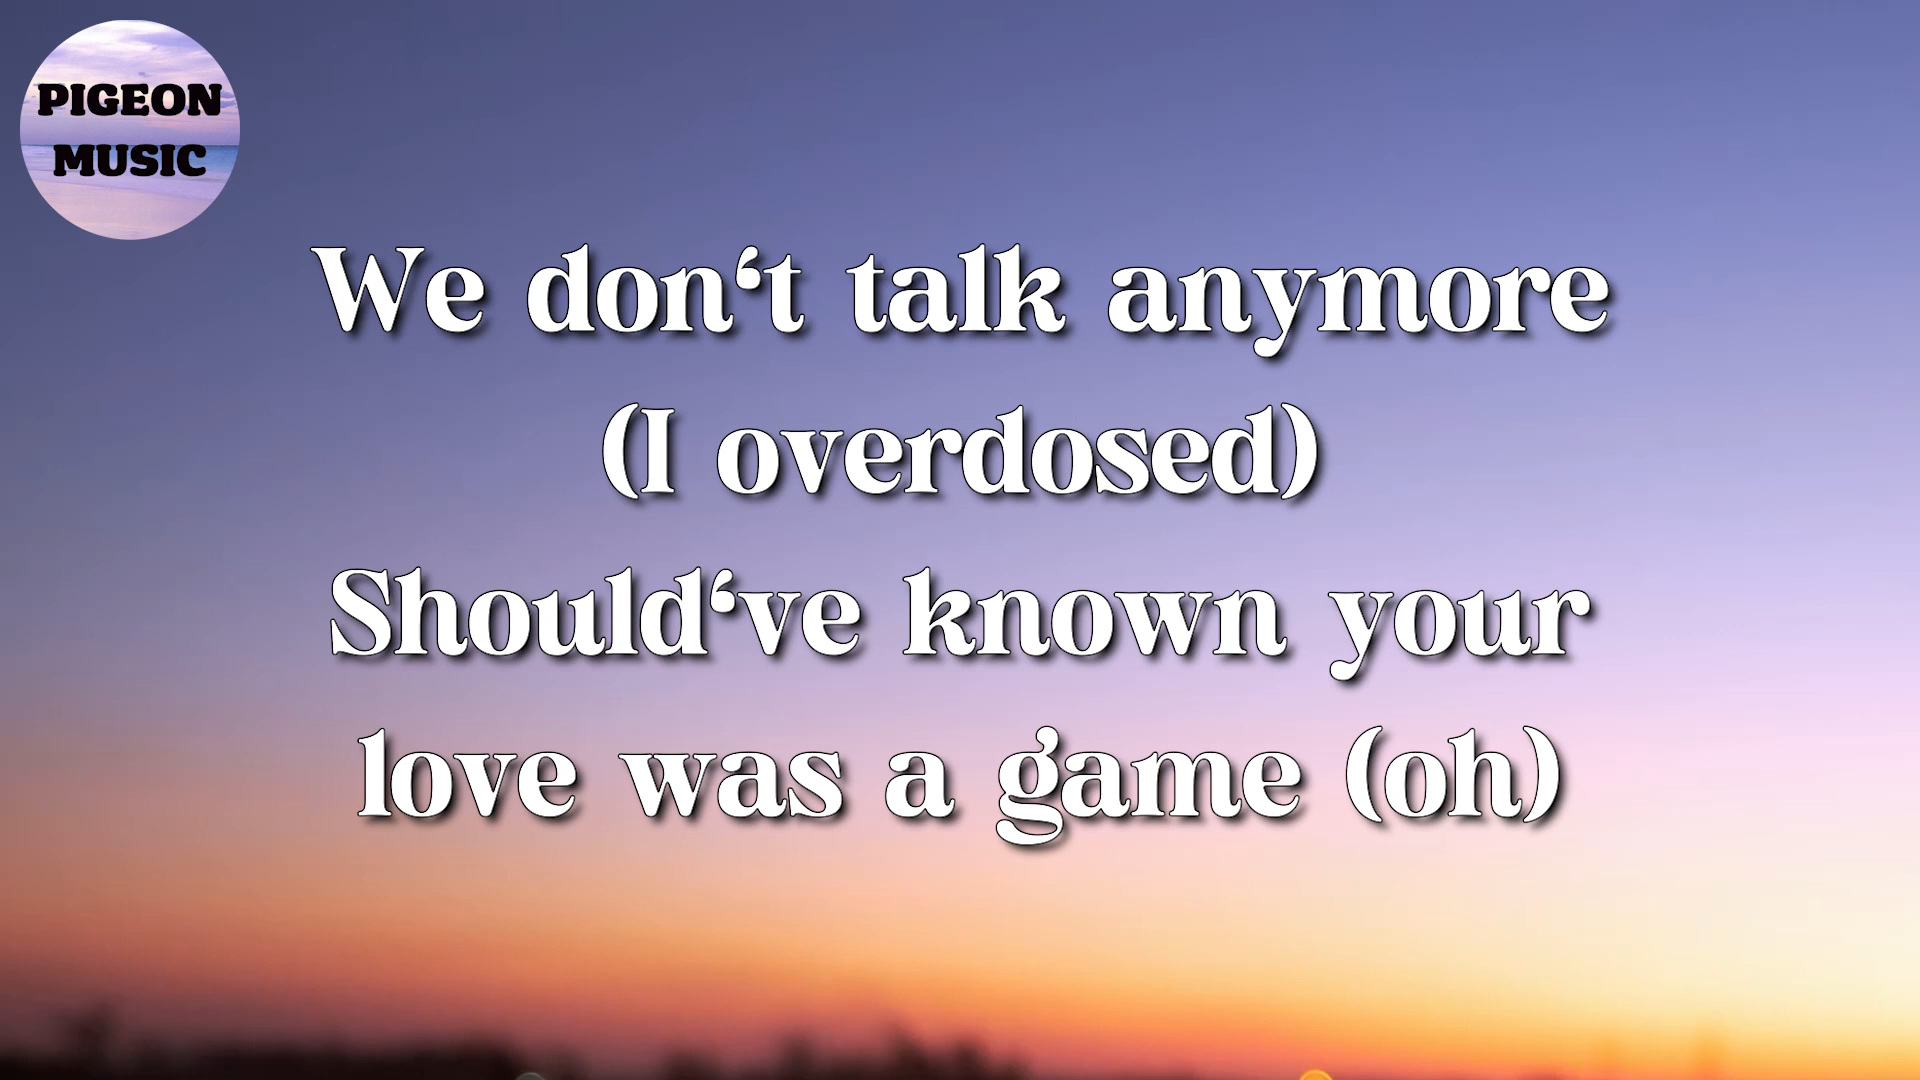 PIGEON
MUSIC
We don‘t talk anymore
(I overdosed)
Should‘ve known your
love was a game (oh)